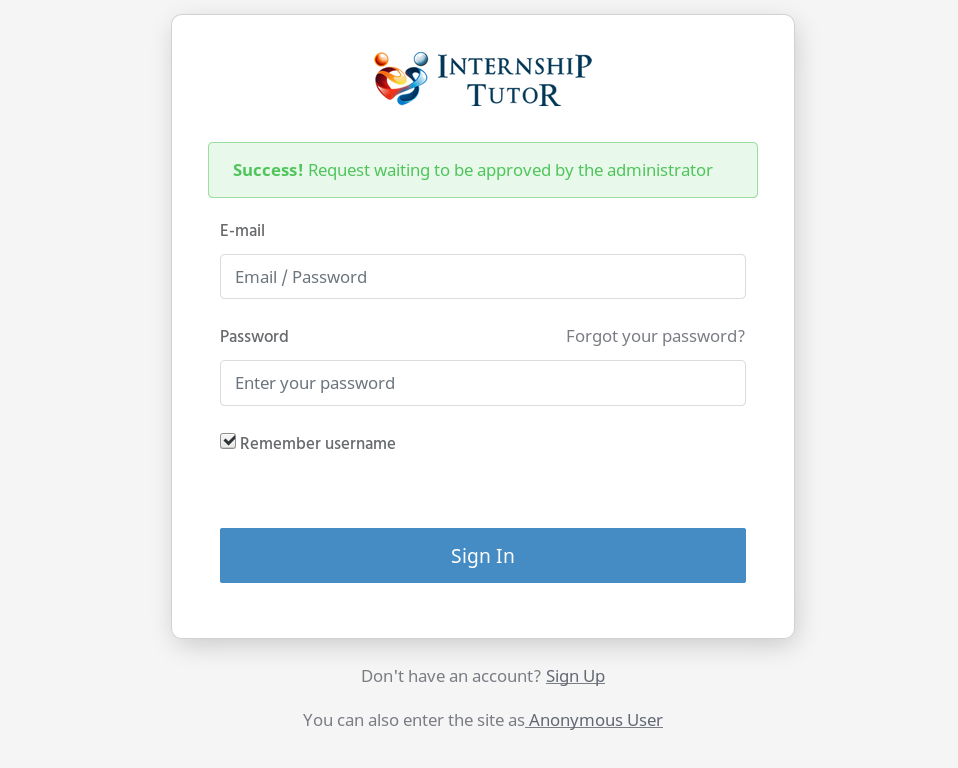 INTERNSHIP
TUTOR
Success! Request waiting to be approved by the administrator
E-mail
Email / Password
Password
Forgot your password?
Enter your password
Remember username
Sign In
Don't have an account? Sign Up
You can also enter the site as Anonymous User